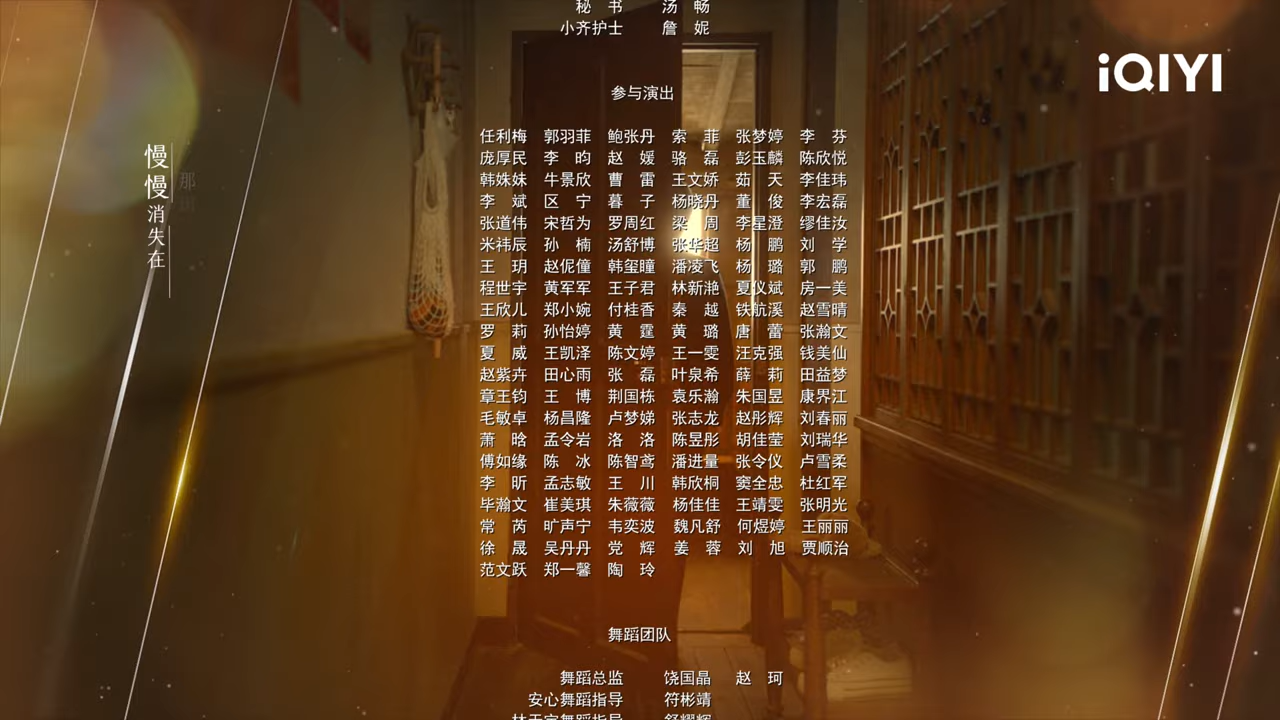 秘 书 汤 畅
小齐护士 詹 妮
iQIYI
参与演出
任利梅 郭羽菲 鲍张丹 索 菲 张梦婷 李 芬
庞厚民 李 昀 赵 媛 骆 磊 彭玉麟 陈欣悦
韩姝妹 牛景欣 曹 雷 王文娇 茹 天 李佳玮
李 斌 区 宁 暮 子 杨晓丹 董 俊 李宏磊
张道伟 宋哲为 罗周红 梁 周 李星澄 缪佳汝
米祎辰 孙 楠 汤舒博 张华超 杨 鹏 刘 学
王 玥 赵伲僮 韩玺瞳 潘凌飞 杨 璐 郭 鹏
程世宇 黄军军 王子君 林新滟 夏仪斌 房一美
王欣儿 郑小婉 付桂香 秦 越 铁航溪 赵雪晴
罗 莉 孙怡婷 黄 霆 黄 璐 唐 蕾 张瀚文
夏 威 王凯泽 陈文婷 王一雯 汪克强 钱美仙
赵紫卉 田心雨 张 磊 叶泉希 薛 莉 田益梦
章王钧 王 博 荆国栋 袁乐瀚 朱国昱 康界江
毛敏卓 杨昌隆 卢梦娣 张志龙 赵彤辉 刘春丽
萧 晗 孟令岩 洛 洛 陈昱彤 胡佳莹 刘瑞华
傅如缘 陈 冰 陈智鸢 潘进量 张令仪 卢雪柔
李 昕 孟志敏 王 川 韩欣桐 窦全忠 杜红军
毕瀚文 崔美琪 朱薇薇 杨佳佳 王靖雯 张明光
常 芮 旷声宁 韦奕波 魏凡舒 何煜婷 王丽丽
徐 晟 吴丹丹 党 辉 姜 蓉 刘 旭 贾顺治
范文跃 郑一馨 陶 玲
舞蹈团队
舞蹈总监 饶国晶 赵 珂
安心舞蹈指导 符彬靖
慢慢消失在
那